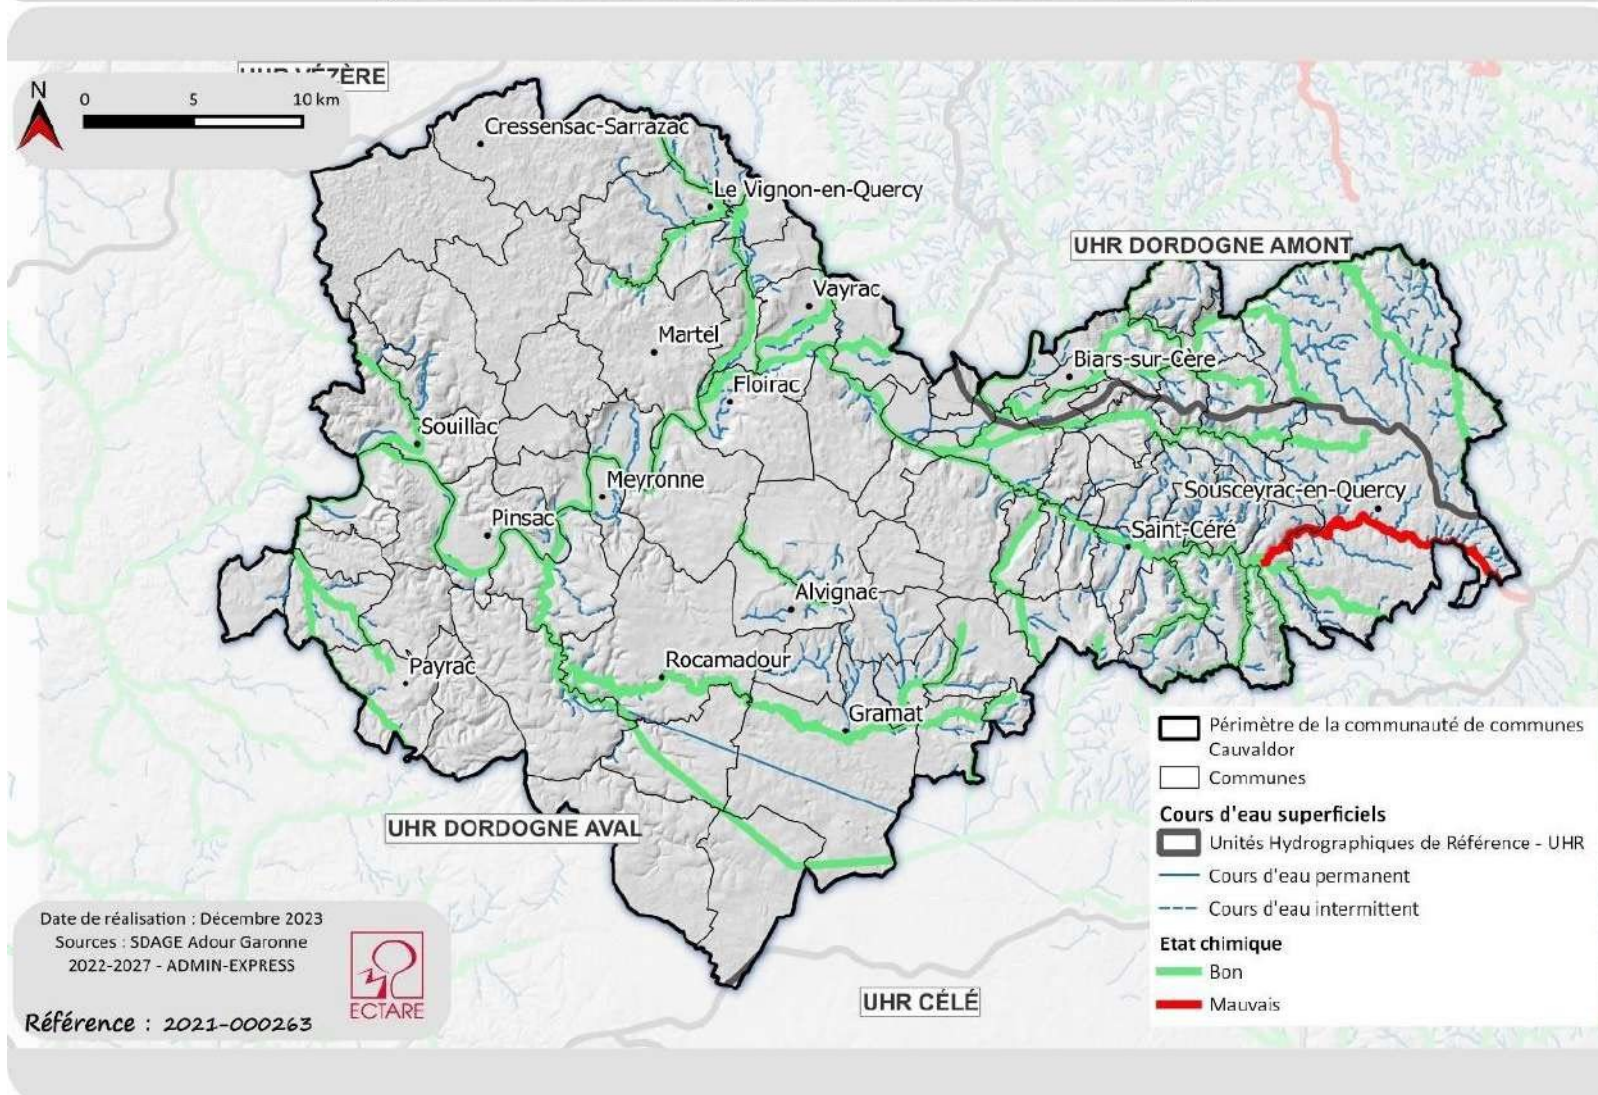 UHR VÉZÈRE
N
0 5 10 km
Cressensac-Sarrazac
Le Vignon-en-Quercy
UHR DORDOGNE AMONT
Vayrac
Martel
Biars-sur-Cère
Floirac
Souillac
Meyronne
Sousceyrac-en-Quercy
Pinsac
Saint-Céré
Alvignac
Rocamadour
Payrac
Gramat
UHR DORDOGNE AVAL
UHR CÉLÉ
Périmètre de la communauté de communes
Cauvaldor
Communes
Cours d'eau superficiels
Unités Hydrographiques de Référence - UHR
Cours d'eau permanent
Cours d'eau intermittent
Etat chimique
Bon
Mauvais
Date de réalisation : Décembre 2023
Sources : SDAGE Adour Garonne
2022-2027 - ADMIN-EXPRESS
ECTARE
Référence : 2021-000263